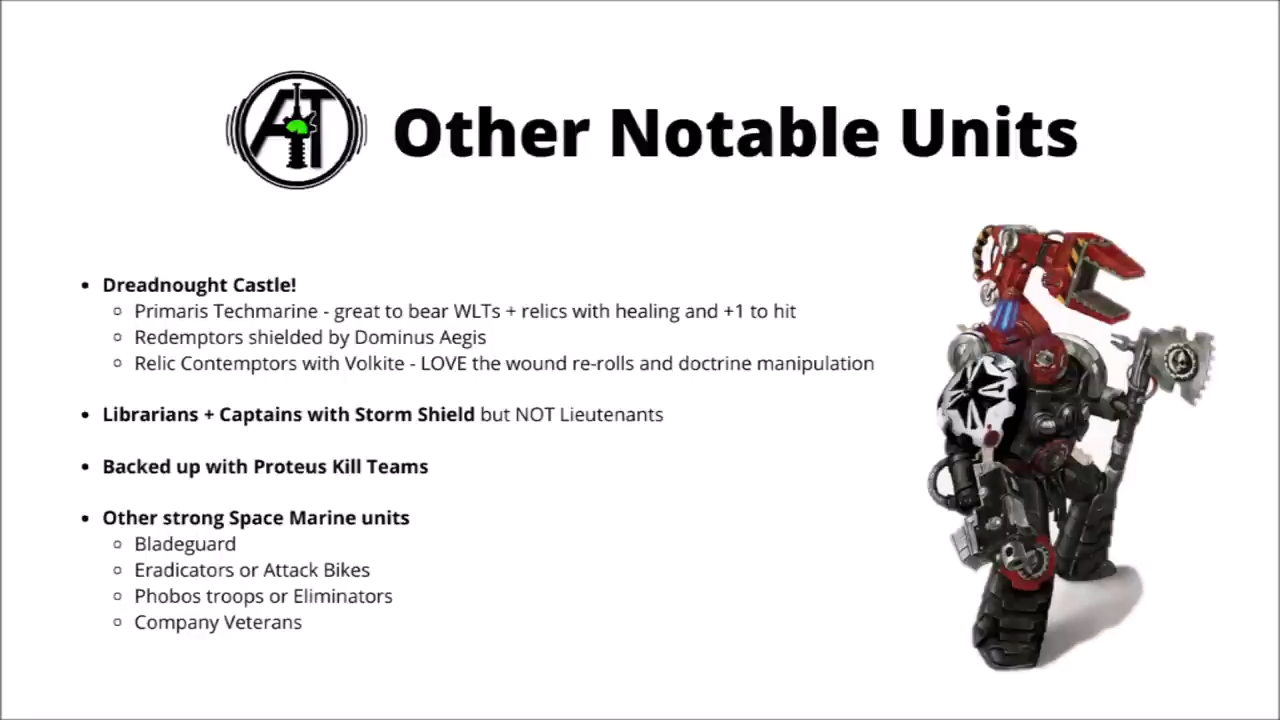 AT
Other Notable Units
• Dreadnought Castle!
○ Primaris Techmarine - great to bear WLTs + relics with healing and +1 to hit
○ Redemptors shielded by Dominus Aegis
○ Relic Contemptors with Volkite - LOVE the wound re-rolls and doctrine manipulation
• Librarians + Captains with Storm Shield but NOT Lieutenants
• Backed up with Proteus Kill Teams
• Other strong Space Marine units
○ Bladeguard
○ Eradicators or Attack Bikes
○ Phobos troops or Eliminators
○ Company Veterans